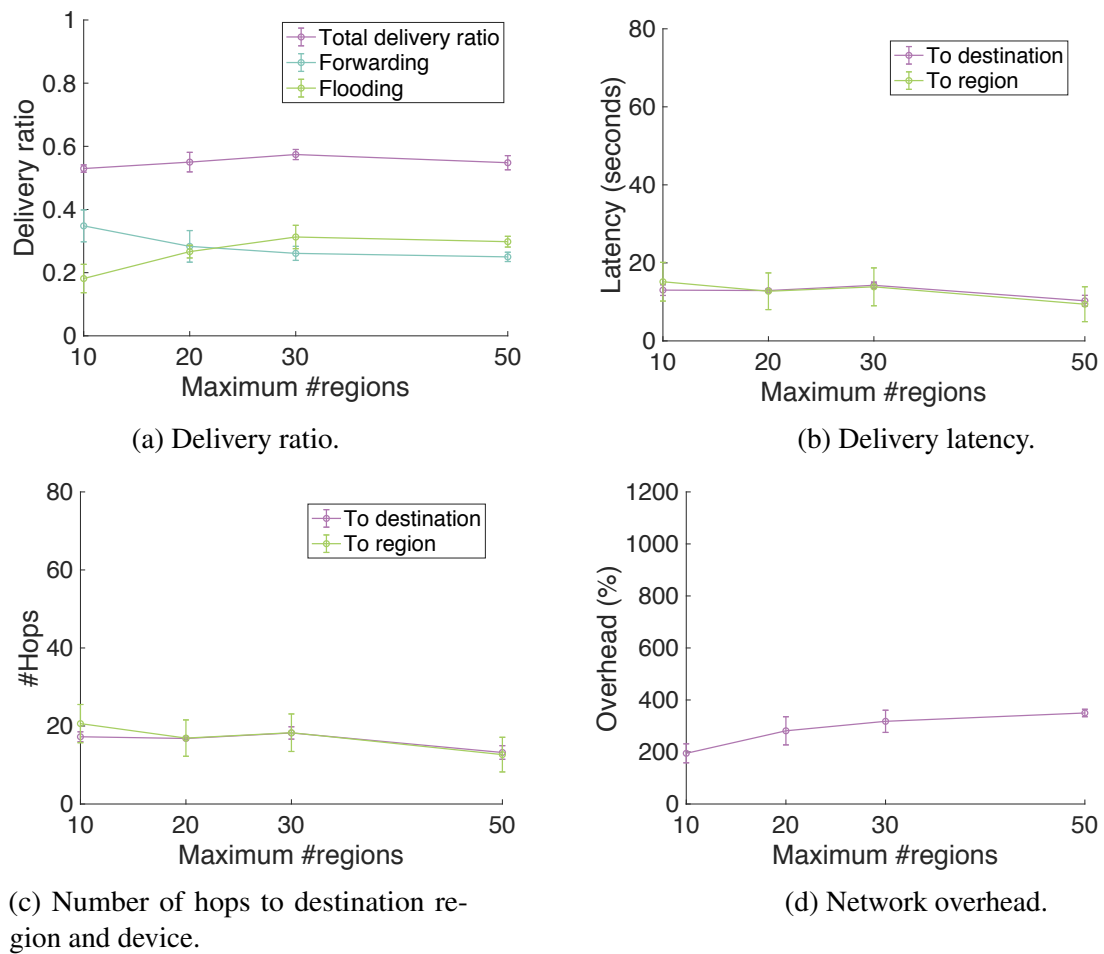 1
0.8
0.6
0.4
0.2
0
Delivery ratio
Total delivery ratio
Forwarding
Flooding
10 20 30 50
Maximum #regions
(a) Delivery ratio.
80
60
40
20
0
Latency (seconds)
To destination
To region
10 20 30 50
Maximum #regions
(b) Delivery latency.
80
60
40
20
0
#Hops
To destination
To region
10 20 30 50
Maximum #regions
(c) Number of hops to destination re-
gion and device.
1200
1000
800
600
400
200
0
Overhead (%)
10 20 30 50
Maximum #regions
(d) Network overhead.